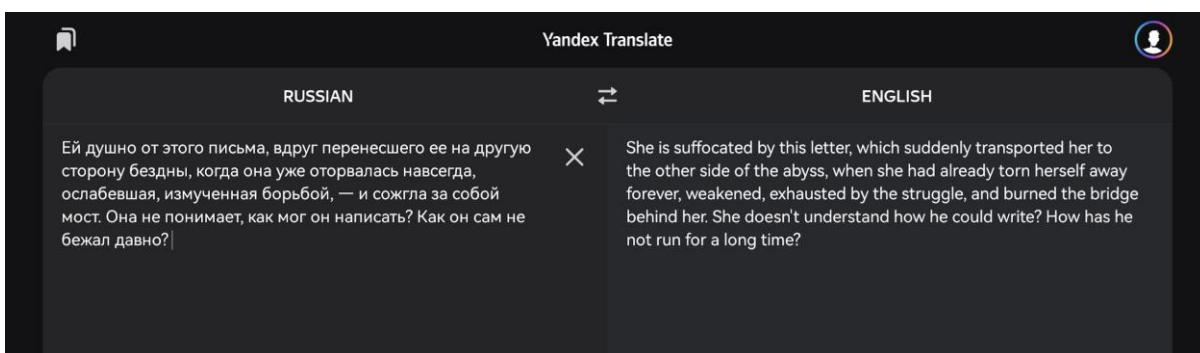 Yandex Translate
RUSSIAN
ENGLISH
Ей душно от этого письма, вдруг перенесшего ее на другую
сторону бездны, когда она уже оторвалась навсегда,
ослабевшая, измученная борьбой, — и сожгла за собой
мост. Она не понимает, как мог он написать? Как он сам не
бежал давно?
She is suffocated by this letter, which suddenly transported her to
the other side of the abyss, when she had already torn herself away
forever, weakened, exhausted by the struggle, and burned the bridge
behind her. She doesn't understand how he could write? How has he
not run for a long time?